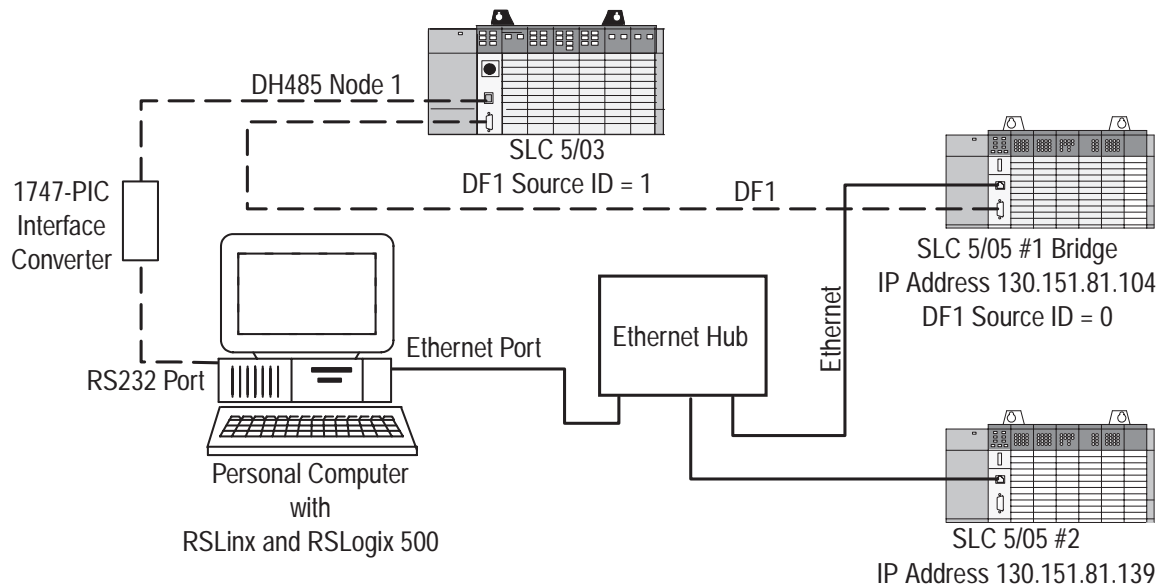 DH485 Node 1
SLC 5/03
DF1 Source ID = 1
DF1
1747-PIC
Interface
Converter
SLC 5/05 #1 Bridge
IP Address 130.151.81.104
DF1 Source ID = 0
Ethernet
Ethernet Hub
Ethernet Port
RS232 Port
Personal Computer
with
RSLinx and RSLogix 500
SLC 5/05 #2
IP Address 130.151.81.139